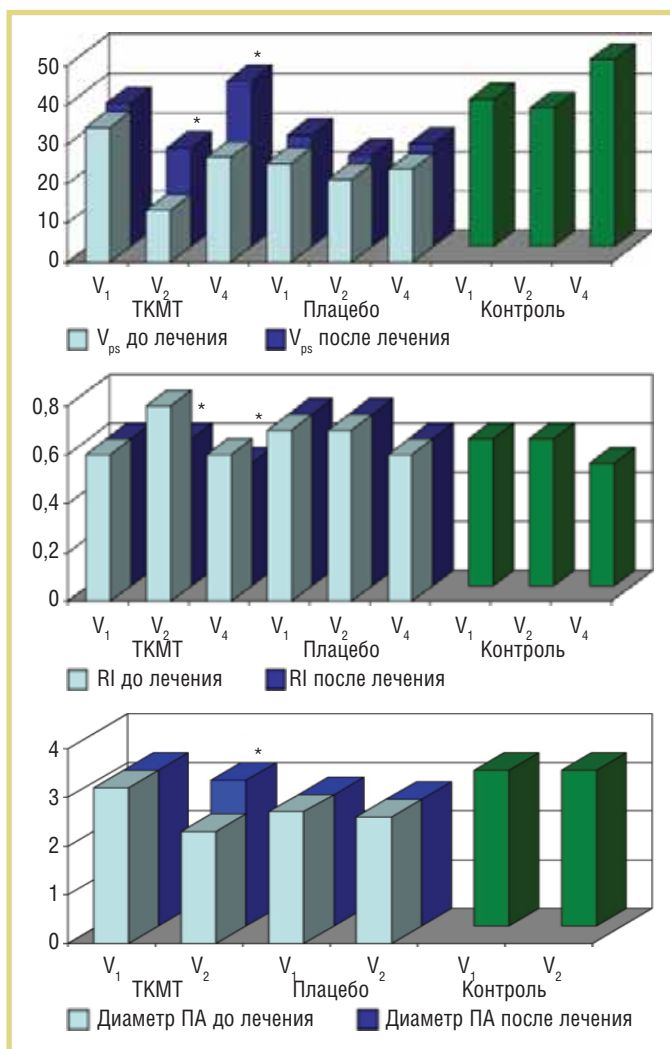 50
40
30
20
10
0
* *
V₁ V₂ V₄ V₁ V₂ V₄ V₁ V₂ V₄
ТКМТ Плацебо Контроль
Vps до лечения Vps после лечения
0,8
0,6
0,4
0,2
0
* *
V₁ V₂ V₄ V₁ V₂ V₄ V₁ V₂ V₄
ТКМТ Плацебо Контроль
RI до лечения RI после лечения
4
3
2
1
0
*
V₁ V₂ V₁ V₂ V₁ V₂
ТКМТ Плацебо Контроль
Диаметр ПА до лечения Диаметр ПА после лечения